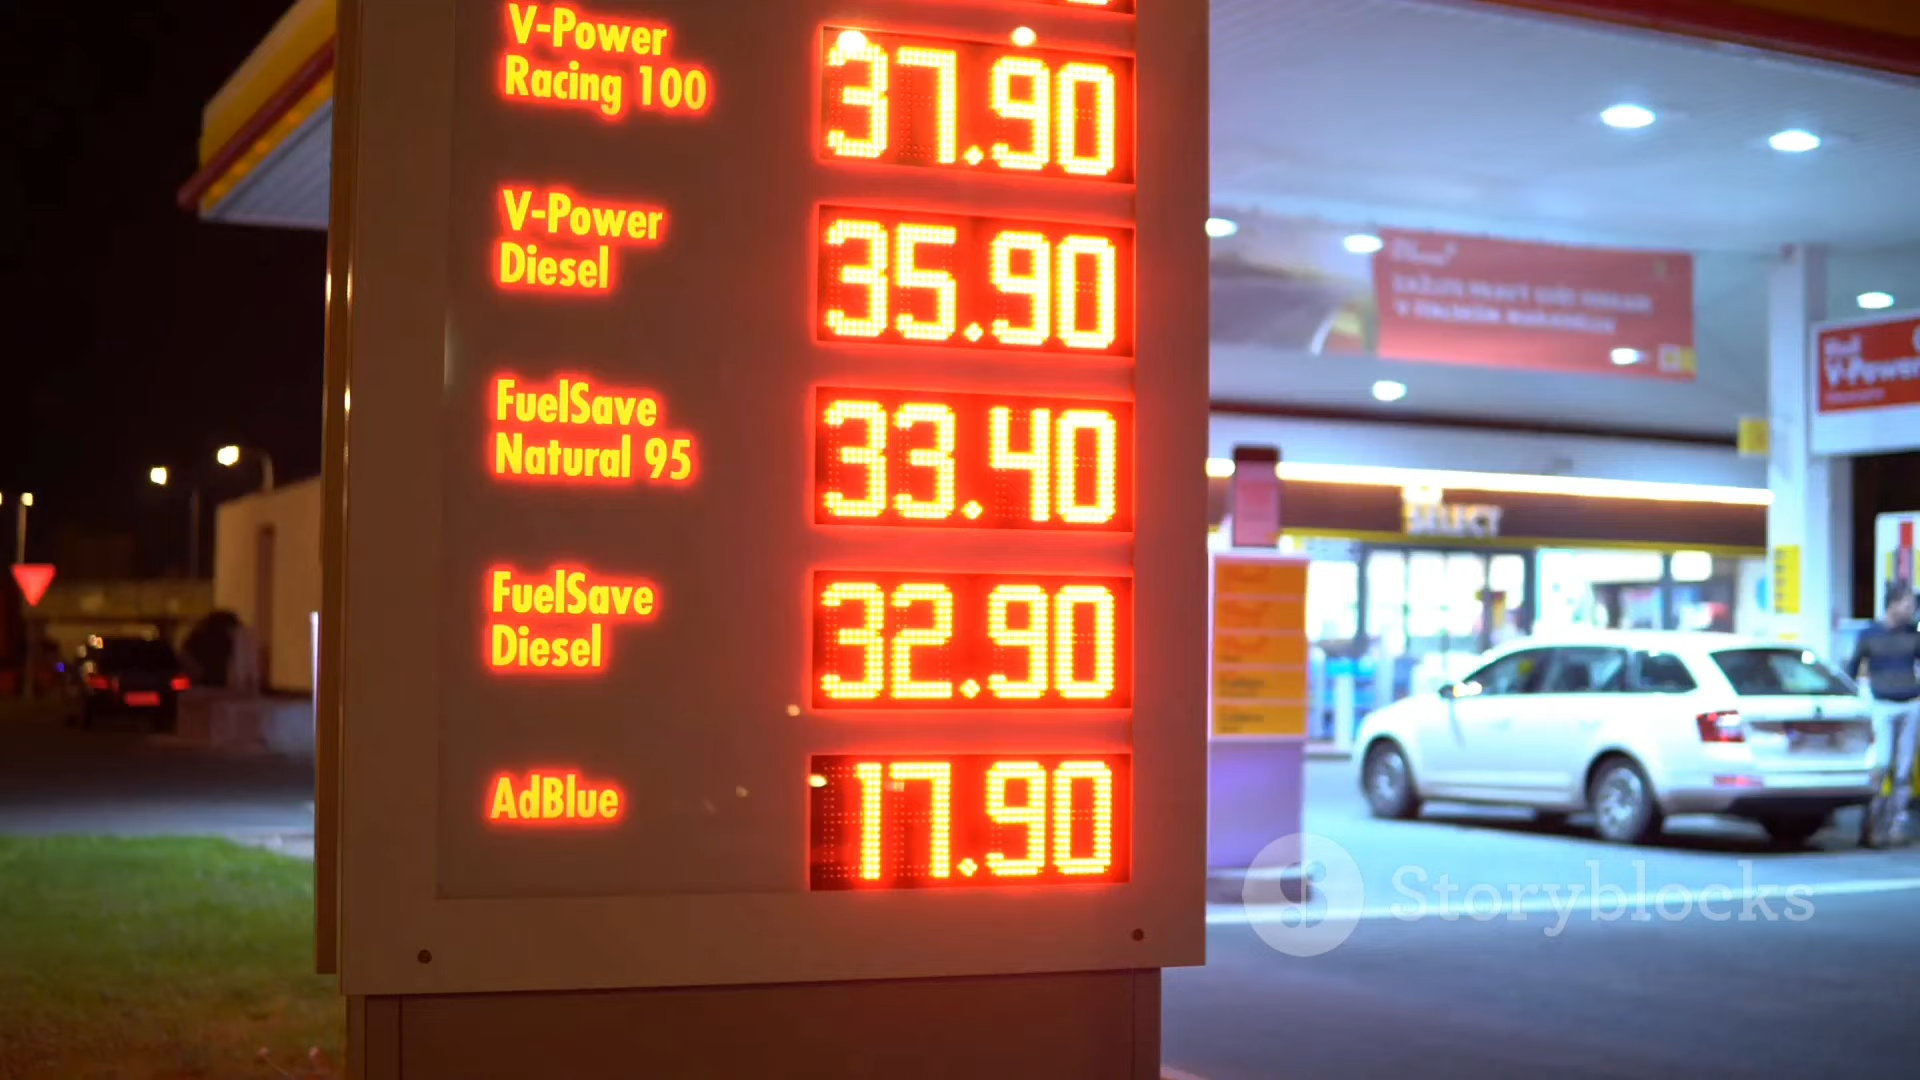 V-Power
Racing 100
37.90
V-Power
Diesel
35.90
FuelSave
Natural 95
33.40
FuelSave
Diesel
32.90
AdBlue
17.90
SELECT
V-Power
Storyblocks